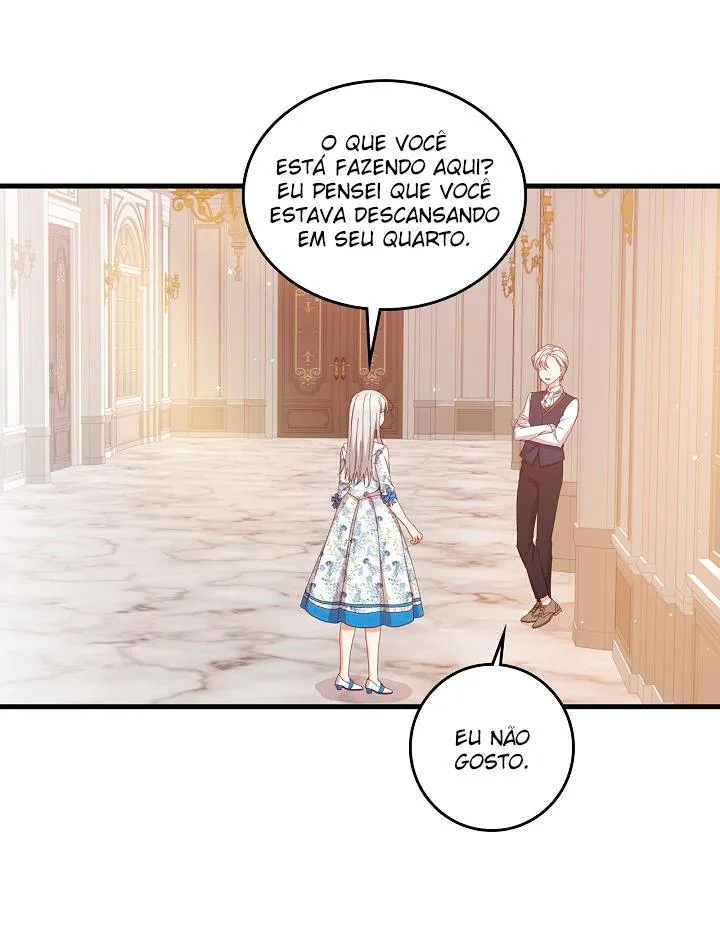 O QUE VOCÊ
ESTÁ FAZENDO AQUI?
EU PENSEI QUE VOCÊ
ESTAVA DESCANSANDO
EM SEU QUARTO.
EU NÃO
GOSTO.